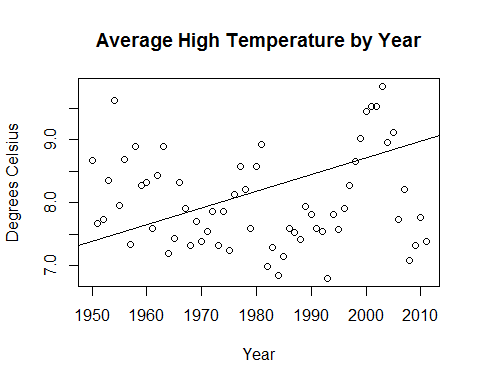 Average High Temperature by Year
Degrees Celsius
9.0
8.0
7.0
1950 1960 1970 1980 1990 2000 2010
Year